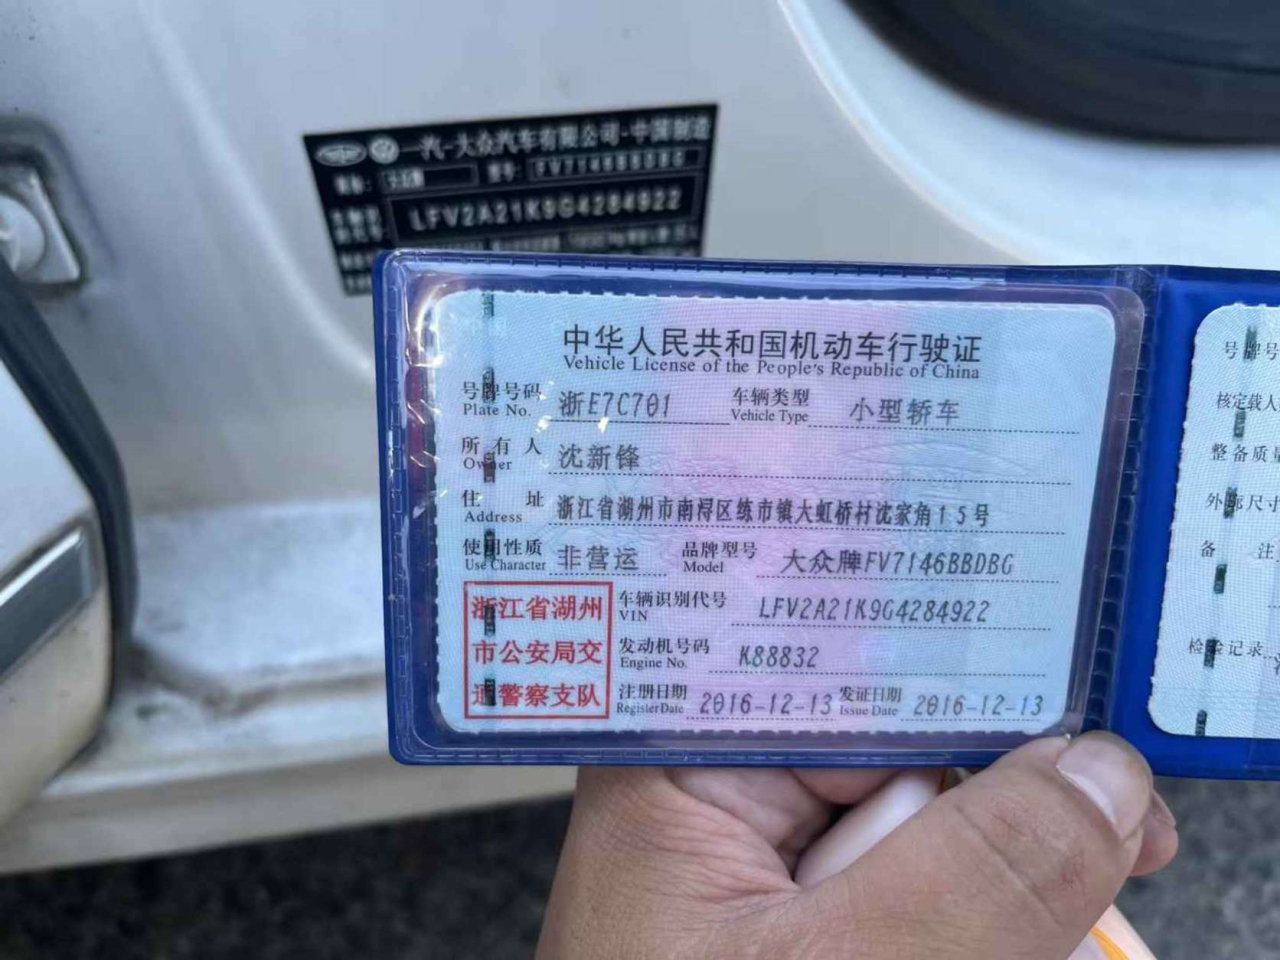 一汽-大众汽车有限公司-中国制造
FV7146BBDBG
LFV2A21K9G4284922
中华人民共和国机动车行驶证
Vehicle License of the People's Republic of China
号牌号码 浙E7C701 车辆类型 小型轿车
Plate No. Vehicle Type
所有人 沈新锋
Owner
住址 浙江省湖州市南浔区练市镇大虹桥村沈家角15号
Address
使用性质 非营运 品牌型号 大众牌FV7146BBDBG
Use Character Model
浙江省湖州
市公安局交
通警察支队
车辆识别代号 LFV2A21K9G4284922
VIN
发动机号码 K88832
Engine No.
注册日期 2016-12-13 发证日期 2016-12-13
Register Date Issue Date
号牌号
核定载人
整备质量
外廓尺寸
备注
检验记录